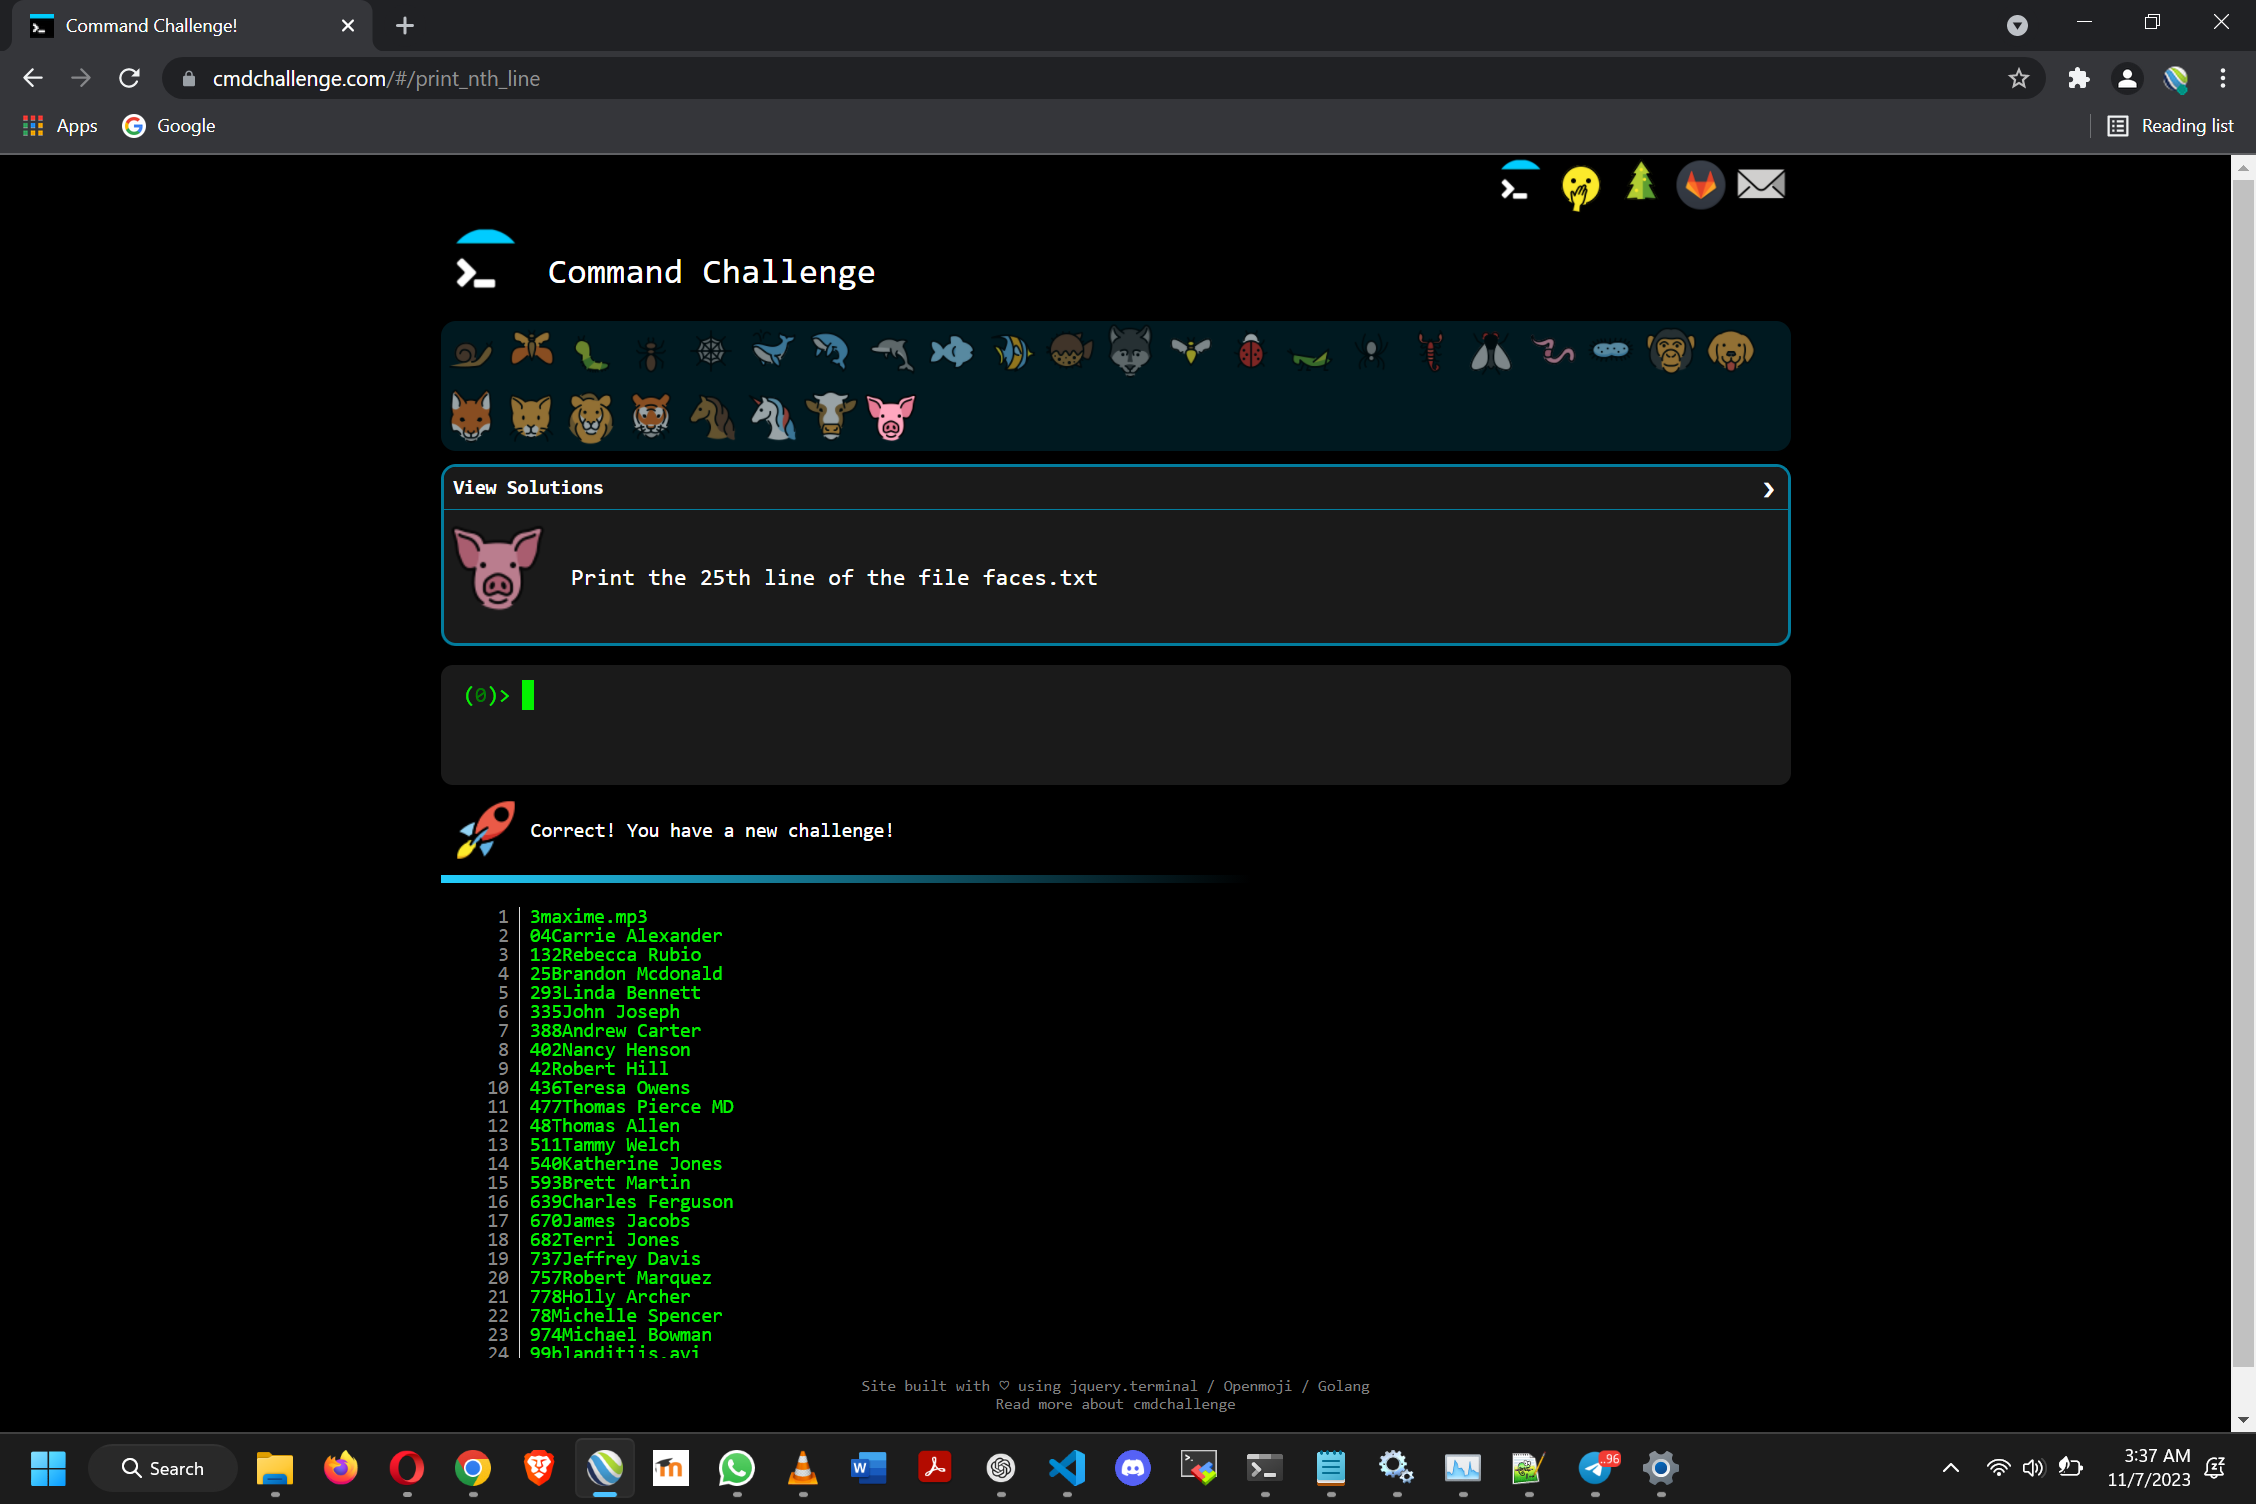 Command Challenge!
cmdchallenge.com/#/print_nth_line
Apps
Google
Reading list
Command Challenge
View Solutions
Print the 25th line of the file faces.txt
(0)>
Correct! You have a new challenge!
1 3maxime.mp3
2 04Carrie Alexander
3 132Rebecca Rubio
4 25Brandon Mcdonald
5 293Linda Bennett
6 335John Joseph
7 388Andrew Carter
8 402Nancy Henson
9 42Robert Hill
10 436Teresa Owens
11 477Thomas Pierce MD
12 48Thomas Allen
13 511Tammy Welch
14 540Katherine Jones
15 593Brett Martin
16 639Charles Ferguson
17 670James Jacobs
18 682Terri Jones
19 737Jeffrey Davis
20 757Robert Marquez
21 778Holly Archer
22 78Michelle Spencer
23 974Michael Bowman
24 99blanditiis.avi
Site built with ♡ using jquery.terminal / Openmoji / Golang
Read more about cmdchallenge
Search
96
3:37 AM
11/7/2023